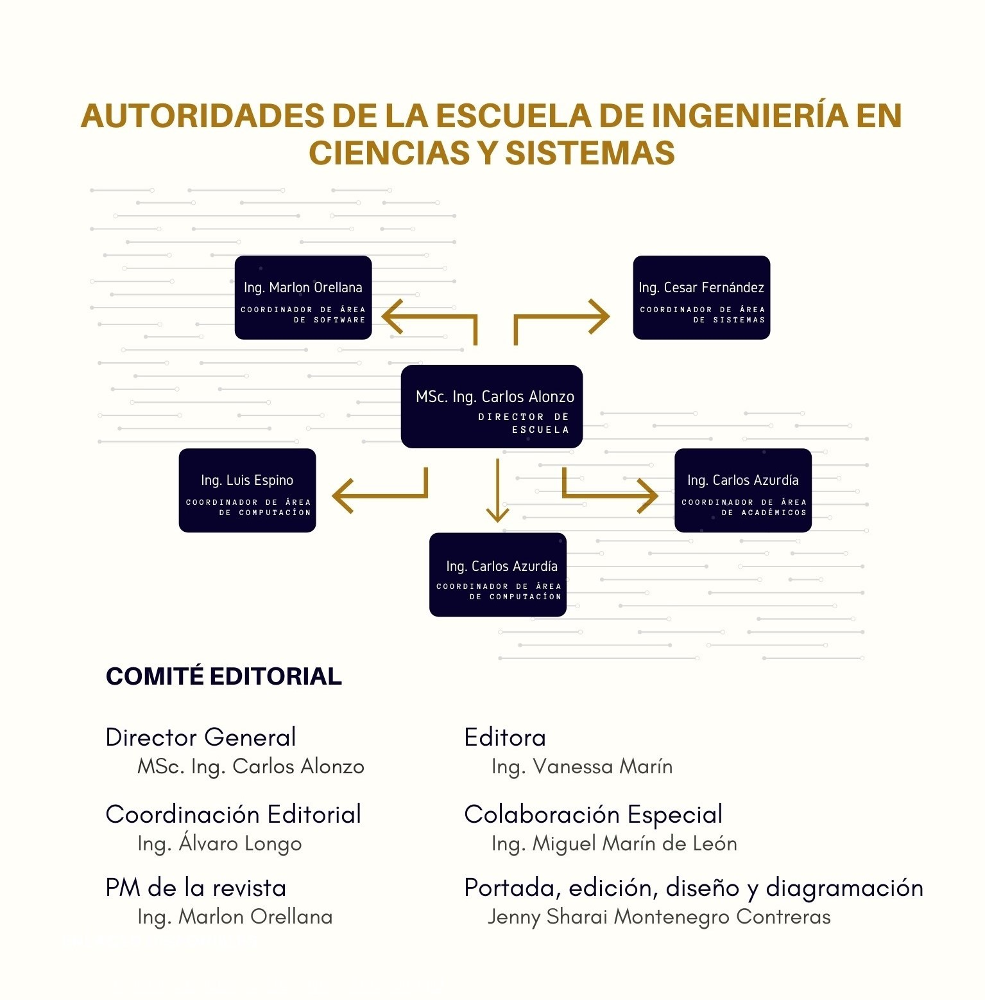 AUTORIDADES DE LA ESCUELA DE INGENIERÍA EN
CIENCIAS Y SISTEMAS
Ing. Marlon Orellana
COORDINADOR DE ÁREA
DE SOFTWARE
Ing. Cesar Fernández
COORDINADOR DE ÁREA
DE SISTEMAS
MSc. Ing. Carlos Alonzo
DIRECTOR DE
ESCUELA
Ing. Luis Espino
COORDINADOR DE ÁREA
DE COMPUTACÍON
Ing. Carlos Azurdía
COORDINADOR DE ÁREA
DE ACADÉMICOS
Ing. Carlos Azurdía
COORDINADOR DE ÁREA
DE COMPUTACÍON
COMITÉ EDITORIAL
Director General
MSc. Ing. Carlos Alonzo
Coordinación Editorial
Ing. Álvaro Longo
PM de la revista
Ing. Marlon Orellana
Editora
Ing. Vanessa Marín
Colaboración Especial
Ing. Miguel Marín de León
Portada, edición, diseño y diagramación
Jenny Sharai Montenegro Contreras